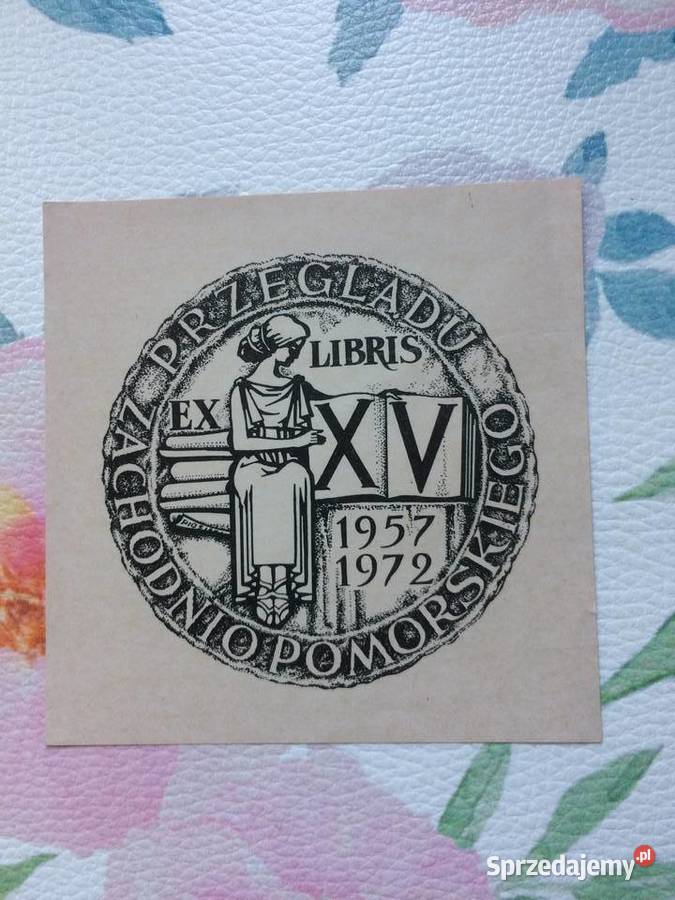 PRZEGLĄDU
ZACHODNIOPOMORSKIEGO
EX LIBRIS
XV
1957
1972
Sprzedajemy.pl